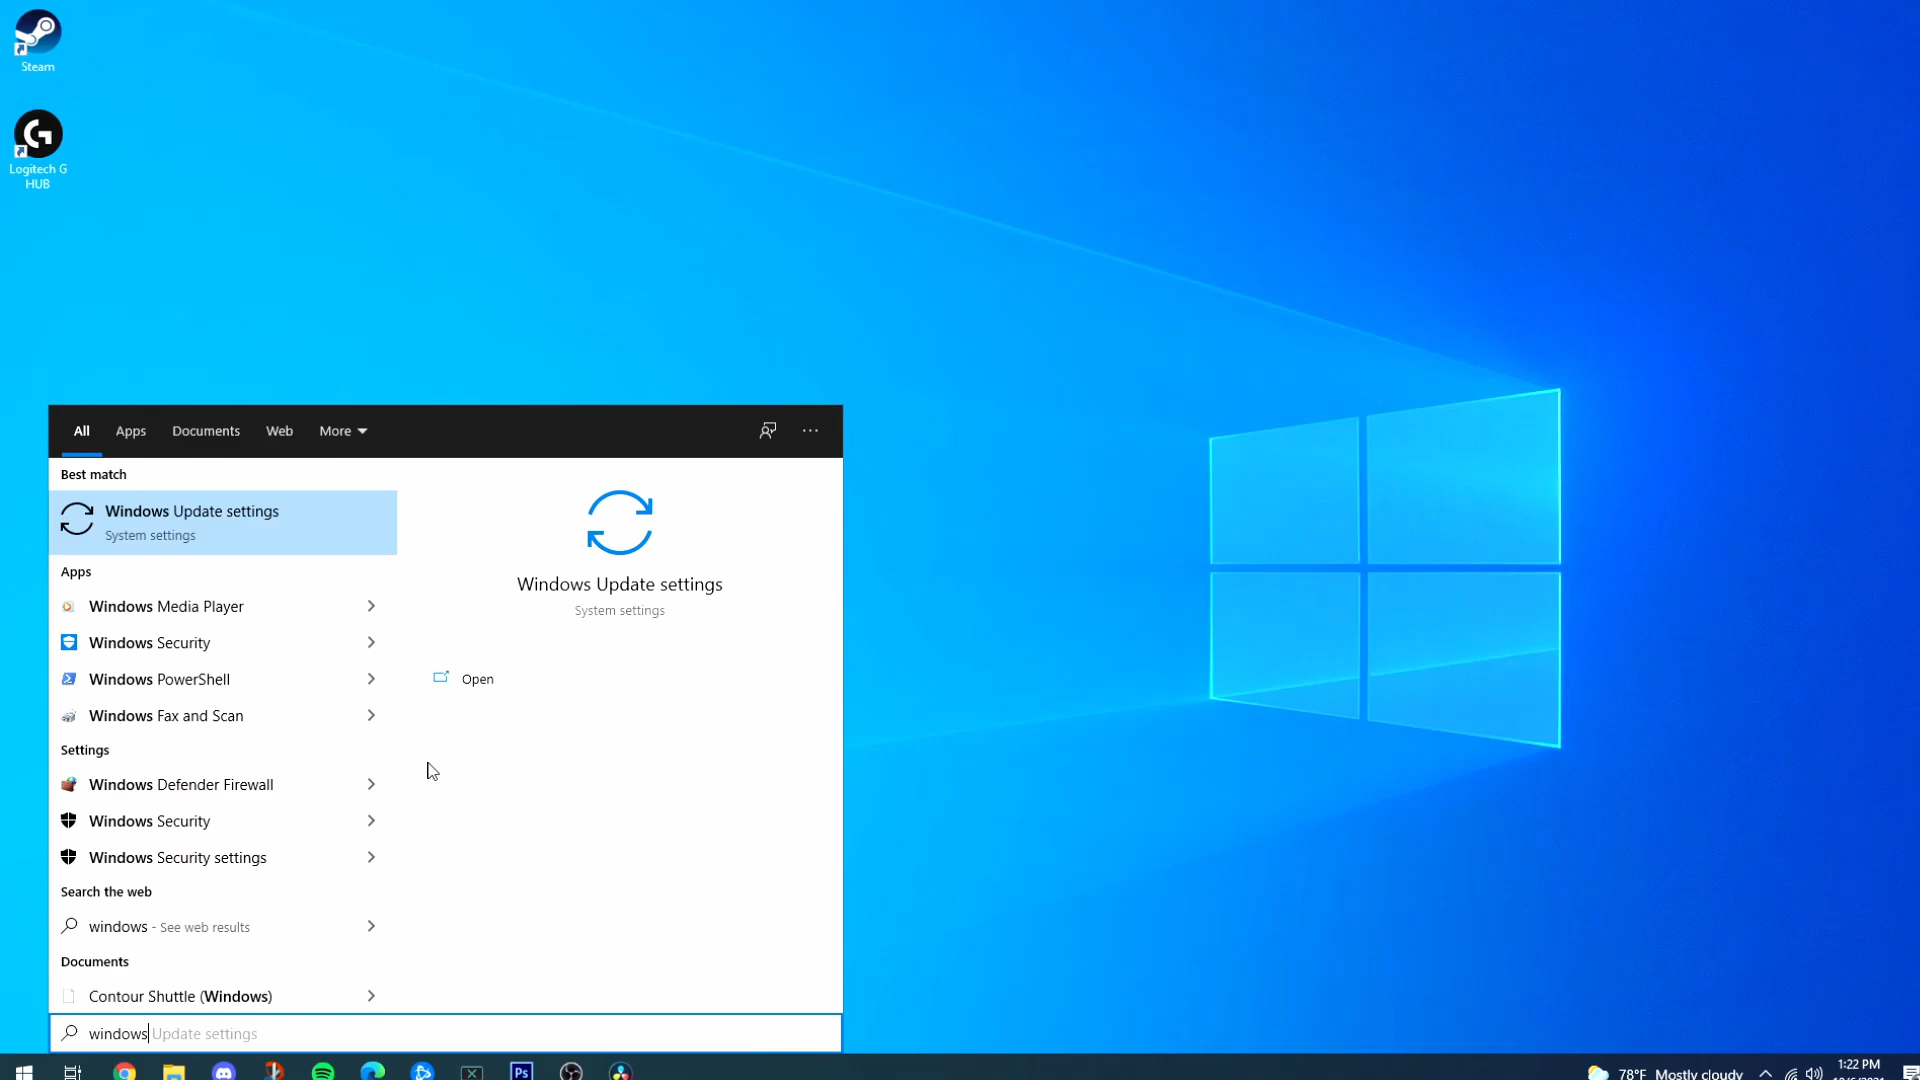 Steam
Logitech G
HUB
All
Apps
Documents
Web
More
Best match
Windows Update settings
System settings
Apps
Windows Media Player
Windows Security
Windows PowerShell
Windows Fax and Scan
Settings
Windows Defender Firewall
Windows Security
Windows Security settings
Search the web
windows - See web results
Documents
Contour Shuttle (Windows)
Windows Update settings
System settings
Open
windows Update settings
Ps
78°F Mostly cloudy
1:22 PM